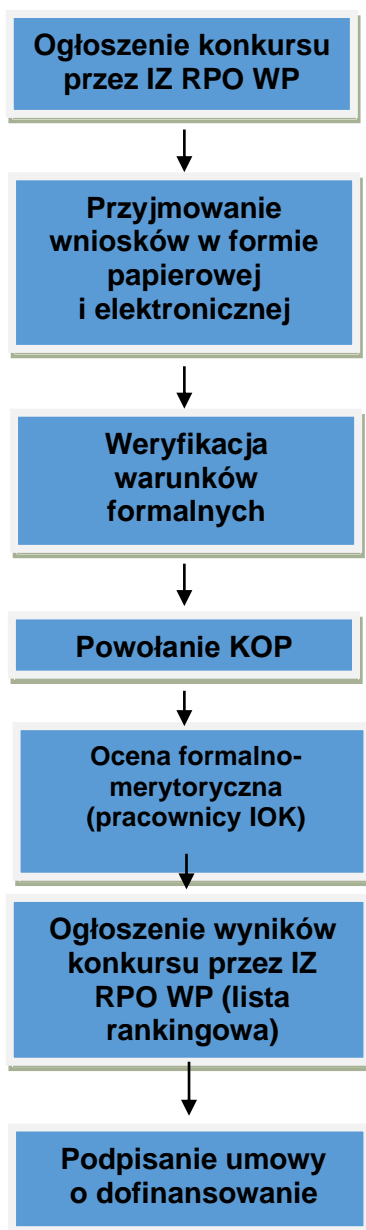 Ogłoszenie konkursu
przez IZ RPO WP
Przyjmowanie
wniosków w formie
papierowej
i elektronicznej
Weryfikacja
warunków
formalnych
Powołanie KOP
Ocena formalno-
merytoryczna
(pracownicy IOK)
Ogłoszenie wyników
konkursu przez IZ
RPO WP (lista
rankingowa)
Podpisanie umowy
o dofinansowanie